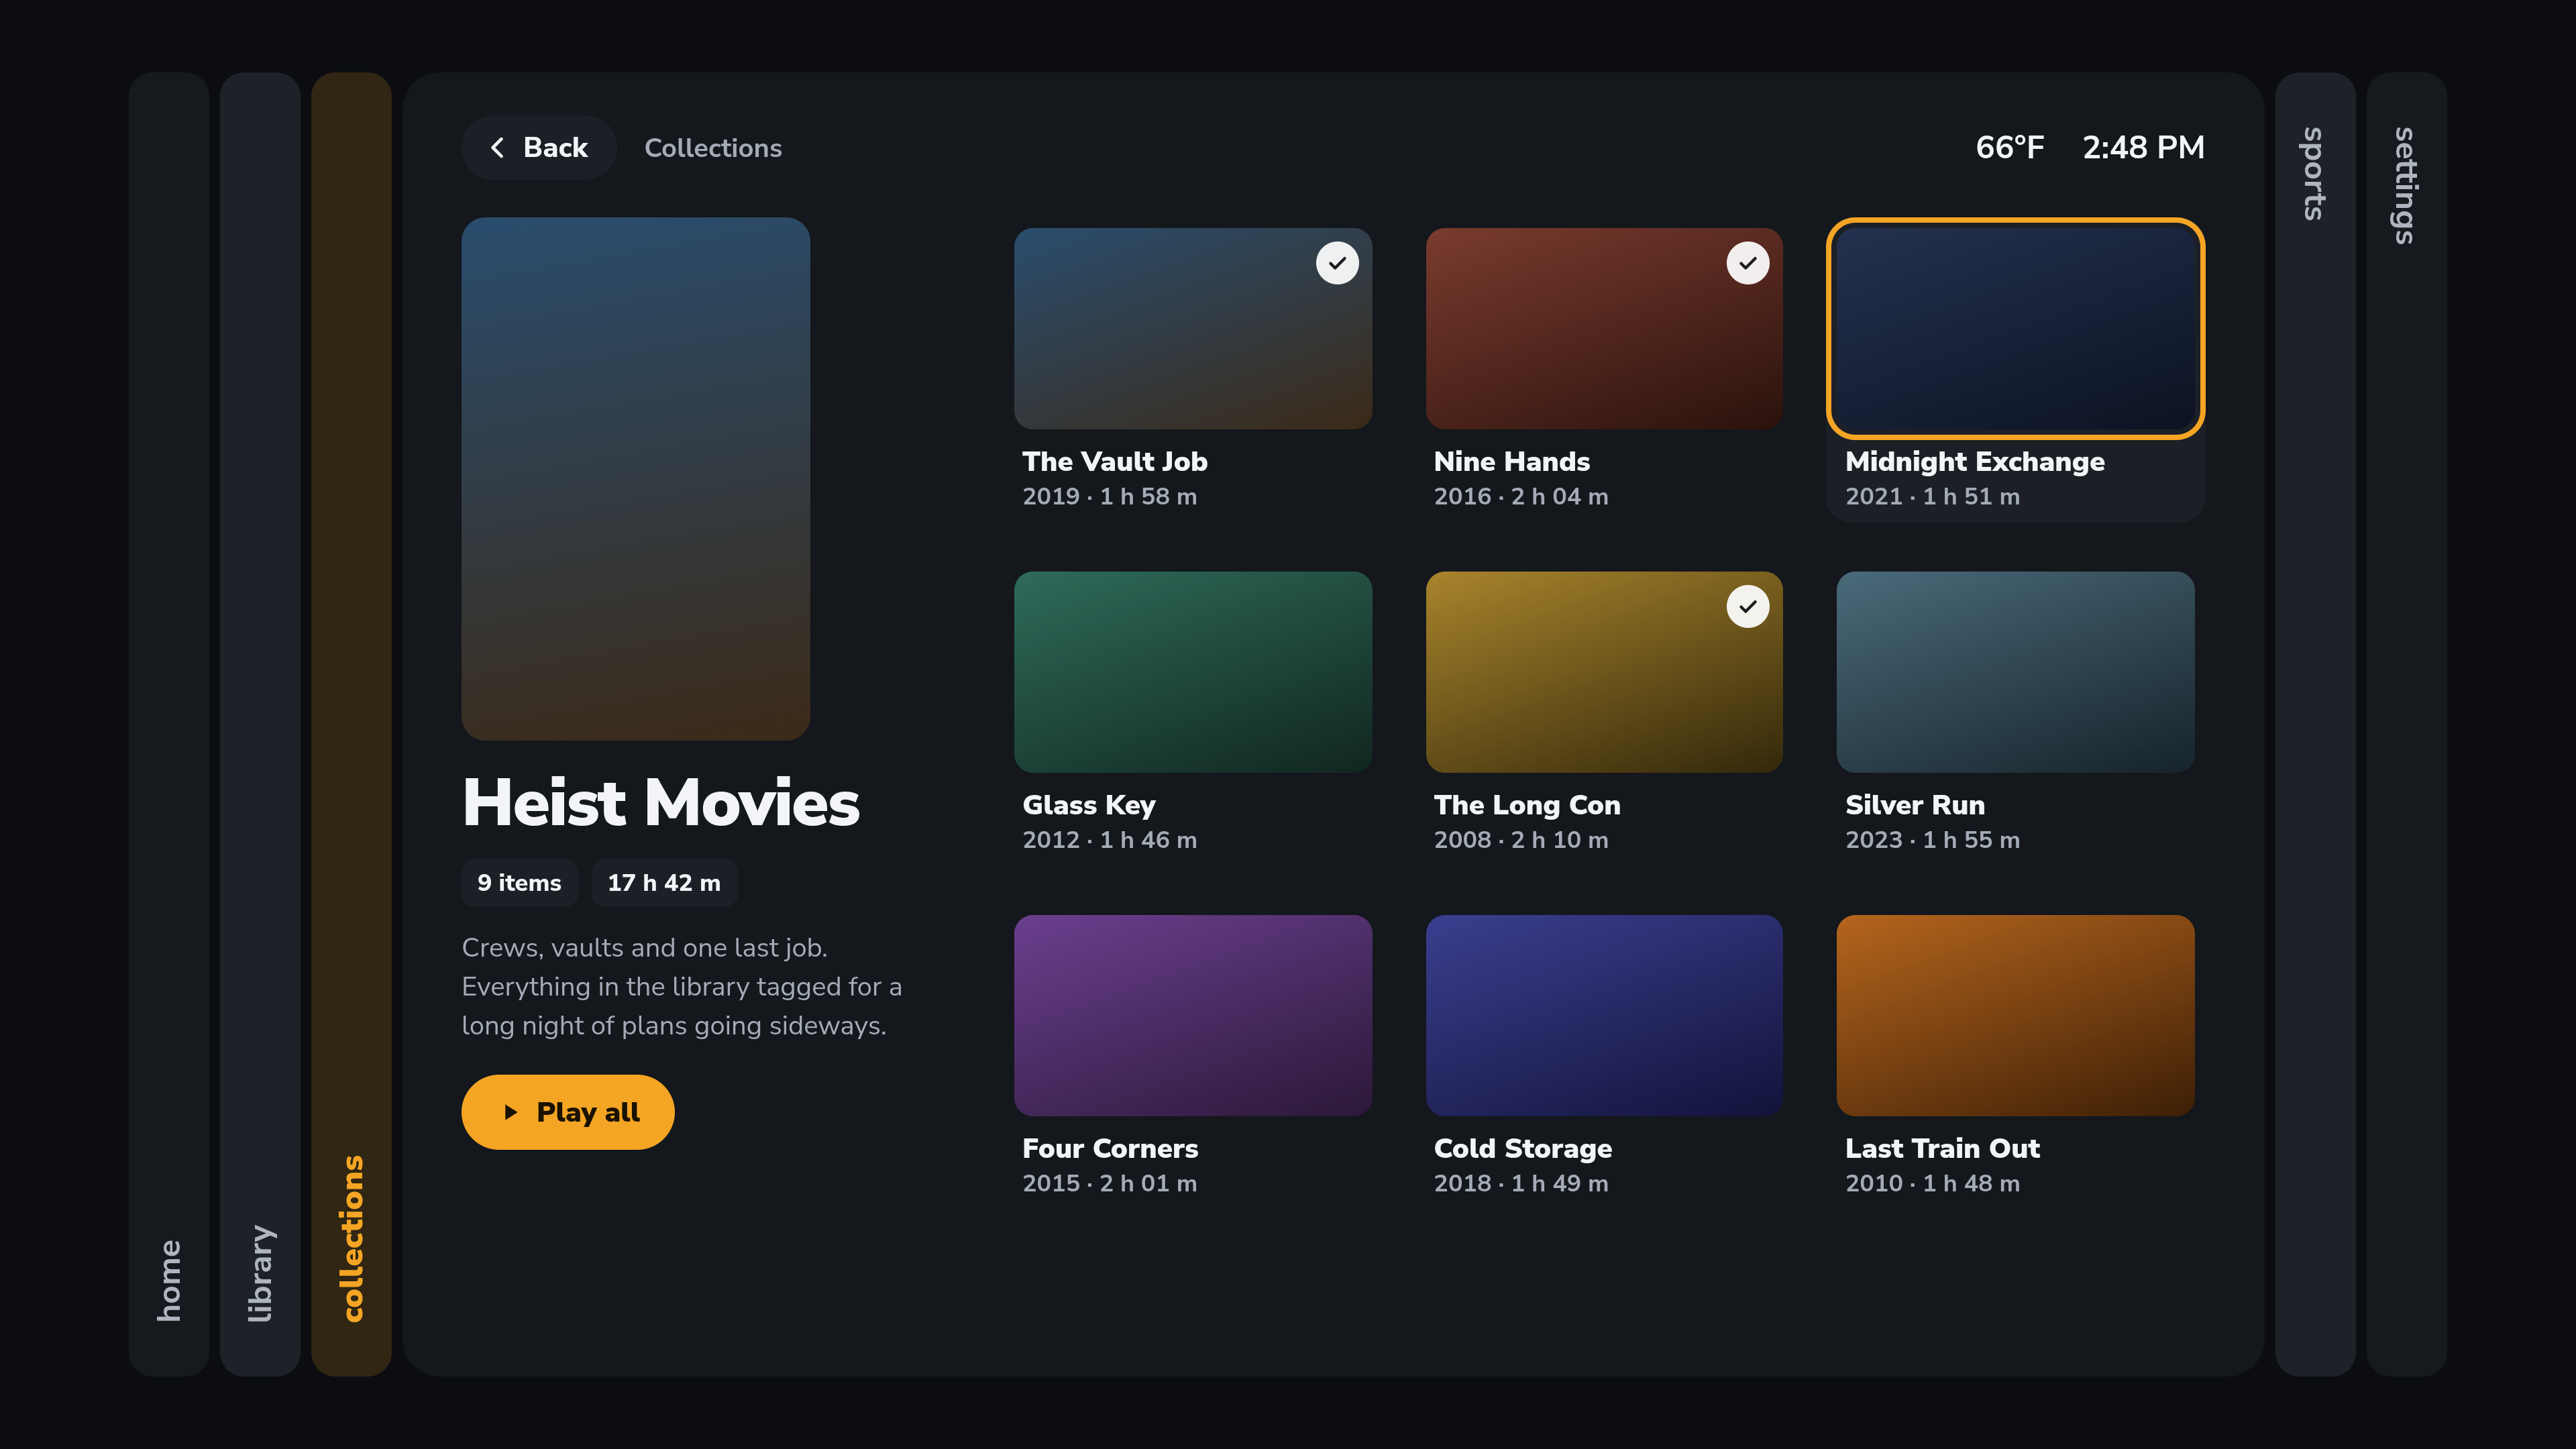 home
library
collections
Back
Collections
66°F 2:48 PM
Heist Movies
9 items
17 h 42 m
Crews, vaults and one last job.
Everything in the library tagged for a
long night of plans going sideways.
Play all
The Vault Job
2019 · 1 h 58 m
Nine Hands
2016 · 2 h 04 m
Midnight Exchange
2021 · 1 h 51 m
Glass Key
2012 · 1 h 46 m
The Long Con
2008 · 2 h 10 m
Silver Run
2023 · 1 h 55 m
Four Corners
2015 · 2 h 01 m
Cold Storage
2018 · 1 h 49 m
Last Train Out
2010 · 1 h 48 m
sports
settings